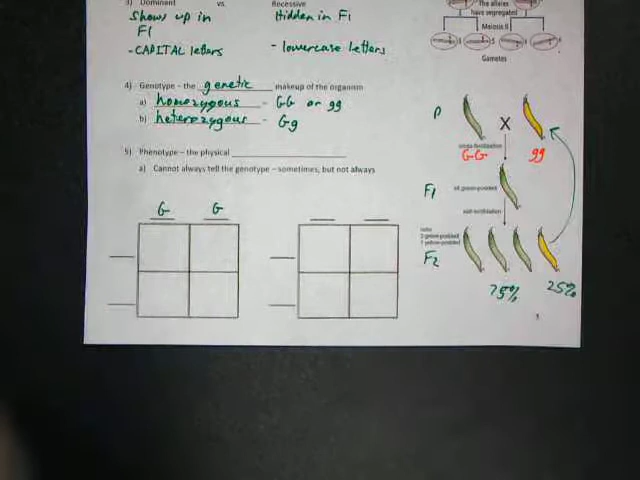 3) Dominant vs. Recessive
Shows up in F1
Hidden in F1
-CAPITAL letters
- lowercase letters
The alleles
have segregated
Meiosis II
Gametes
4) Genotype – the genetic makeup of the organism
a) homozygous - GG or gg
b) heterozygous - Gg
5) Phenotype – the physical
a) Cannot always tell the genotype – sometimes, but not always
G G
P
X
cross-fertilization
GG gg
F1
all green-podded
self-fertilization
ratio
3 green-podded
1 yellow-podded
F2
75% 25%